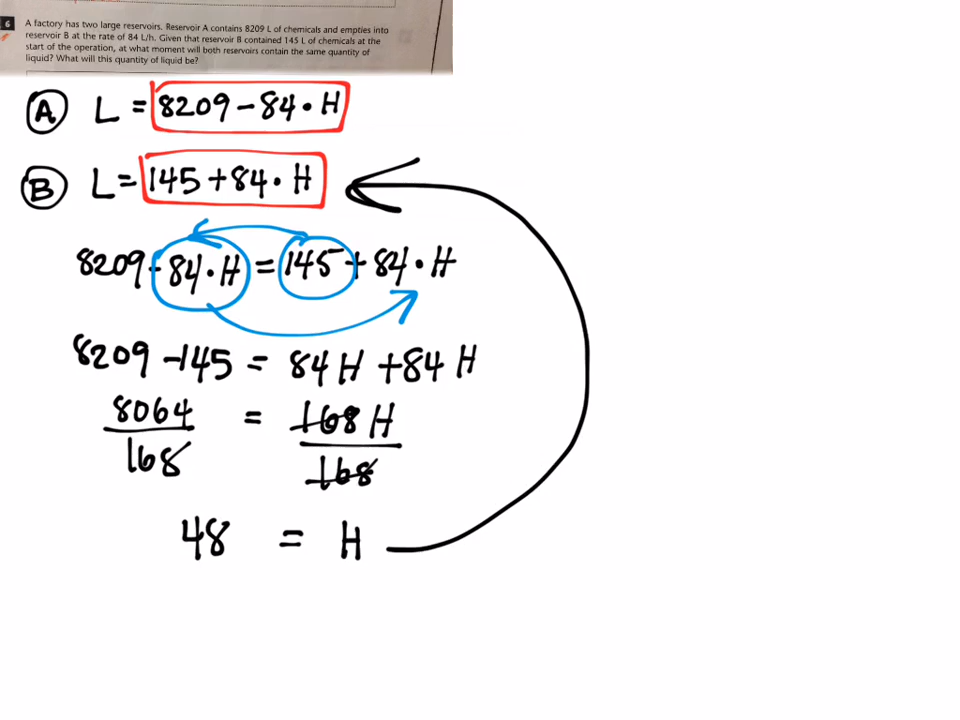 6 A factory has two large reservoirs. Reservoir A contains 8209 L of chemicals and empties into
reservoir B at the rate of 84 L/h. Given that reservoir B contained 145 L of chemicals at the
start of the operation, at what moment will both reservoirs contain the same quantity of
liquid? What will this quantity of liquid be?
A L = 8209 - 84 · H
B L = 145 + 84 · H
8209 - 84 · H = 145 + 84 · H
8209 - 145 = 84 H + 84 H
8064 = 168 H
168 168
48 = H